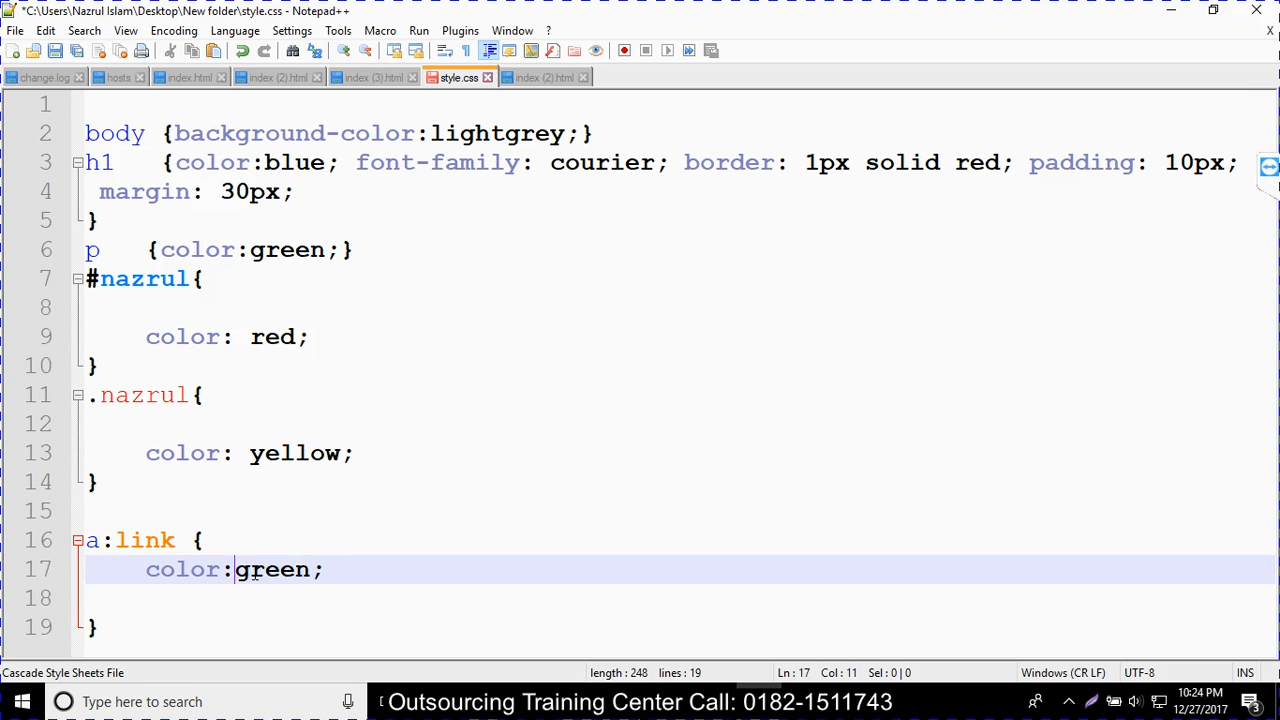 *C:\Users\Nazrul Islam\Desktop\New folder\style.css - Notepad++
File Edit Search View Encoding Language Settings Tools Macro Run Plugins Window ? X
change.log hosts index.html index (2).html index (3).html style.css index (2).html
1
2 body {background-color:lightgrey;}
3 h1 {color:blue; font-family: courier; border: 1px solid red; padding: 10px;
4 margin: 30px;
5 }
6 p {color:green;}
7 #nazrul{
8
9 color: red;
10 }
11 .nazrul{
12
13 color: yellow;
14 }
15
16 a:link {
17 color:green;
18
19 }
Cascade Style Sheets File length : 248 lines : 19 Ln : 17 Col : 11 Sel : 0 | 0 Windows (CR LF) UTF-8 INS
Type here to search [ Outsourcing Training Center Call: 0182-1511743 10:24 PM
12/27/2017 3